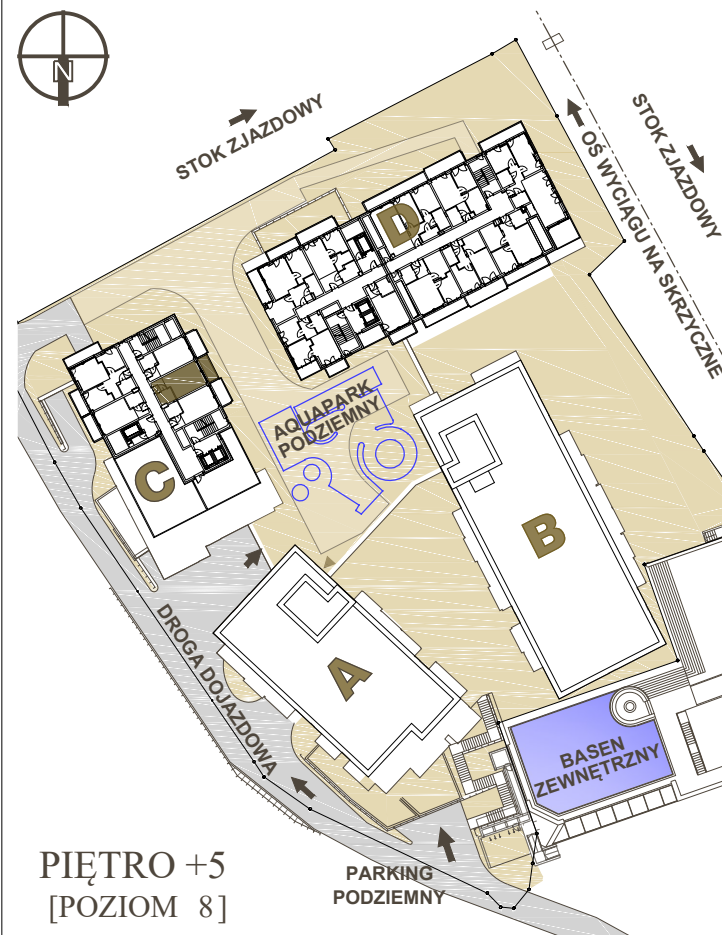 N
STOK ZJAZDOWY
STOK ZJAZDOWY
OŚ WYCIĄGU NA SKRZYCZNE
D
AQUAPARK
PODZIEMNY
C
B
A
DROGA DOJAZDOWA
BASEN
ZEWNĘTRZNY
PARKING
PODZIEMNY
PIĘTRO +5
[POZIOM 8]